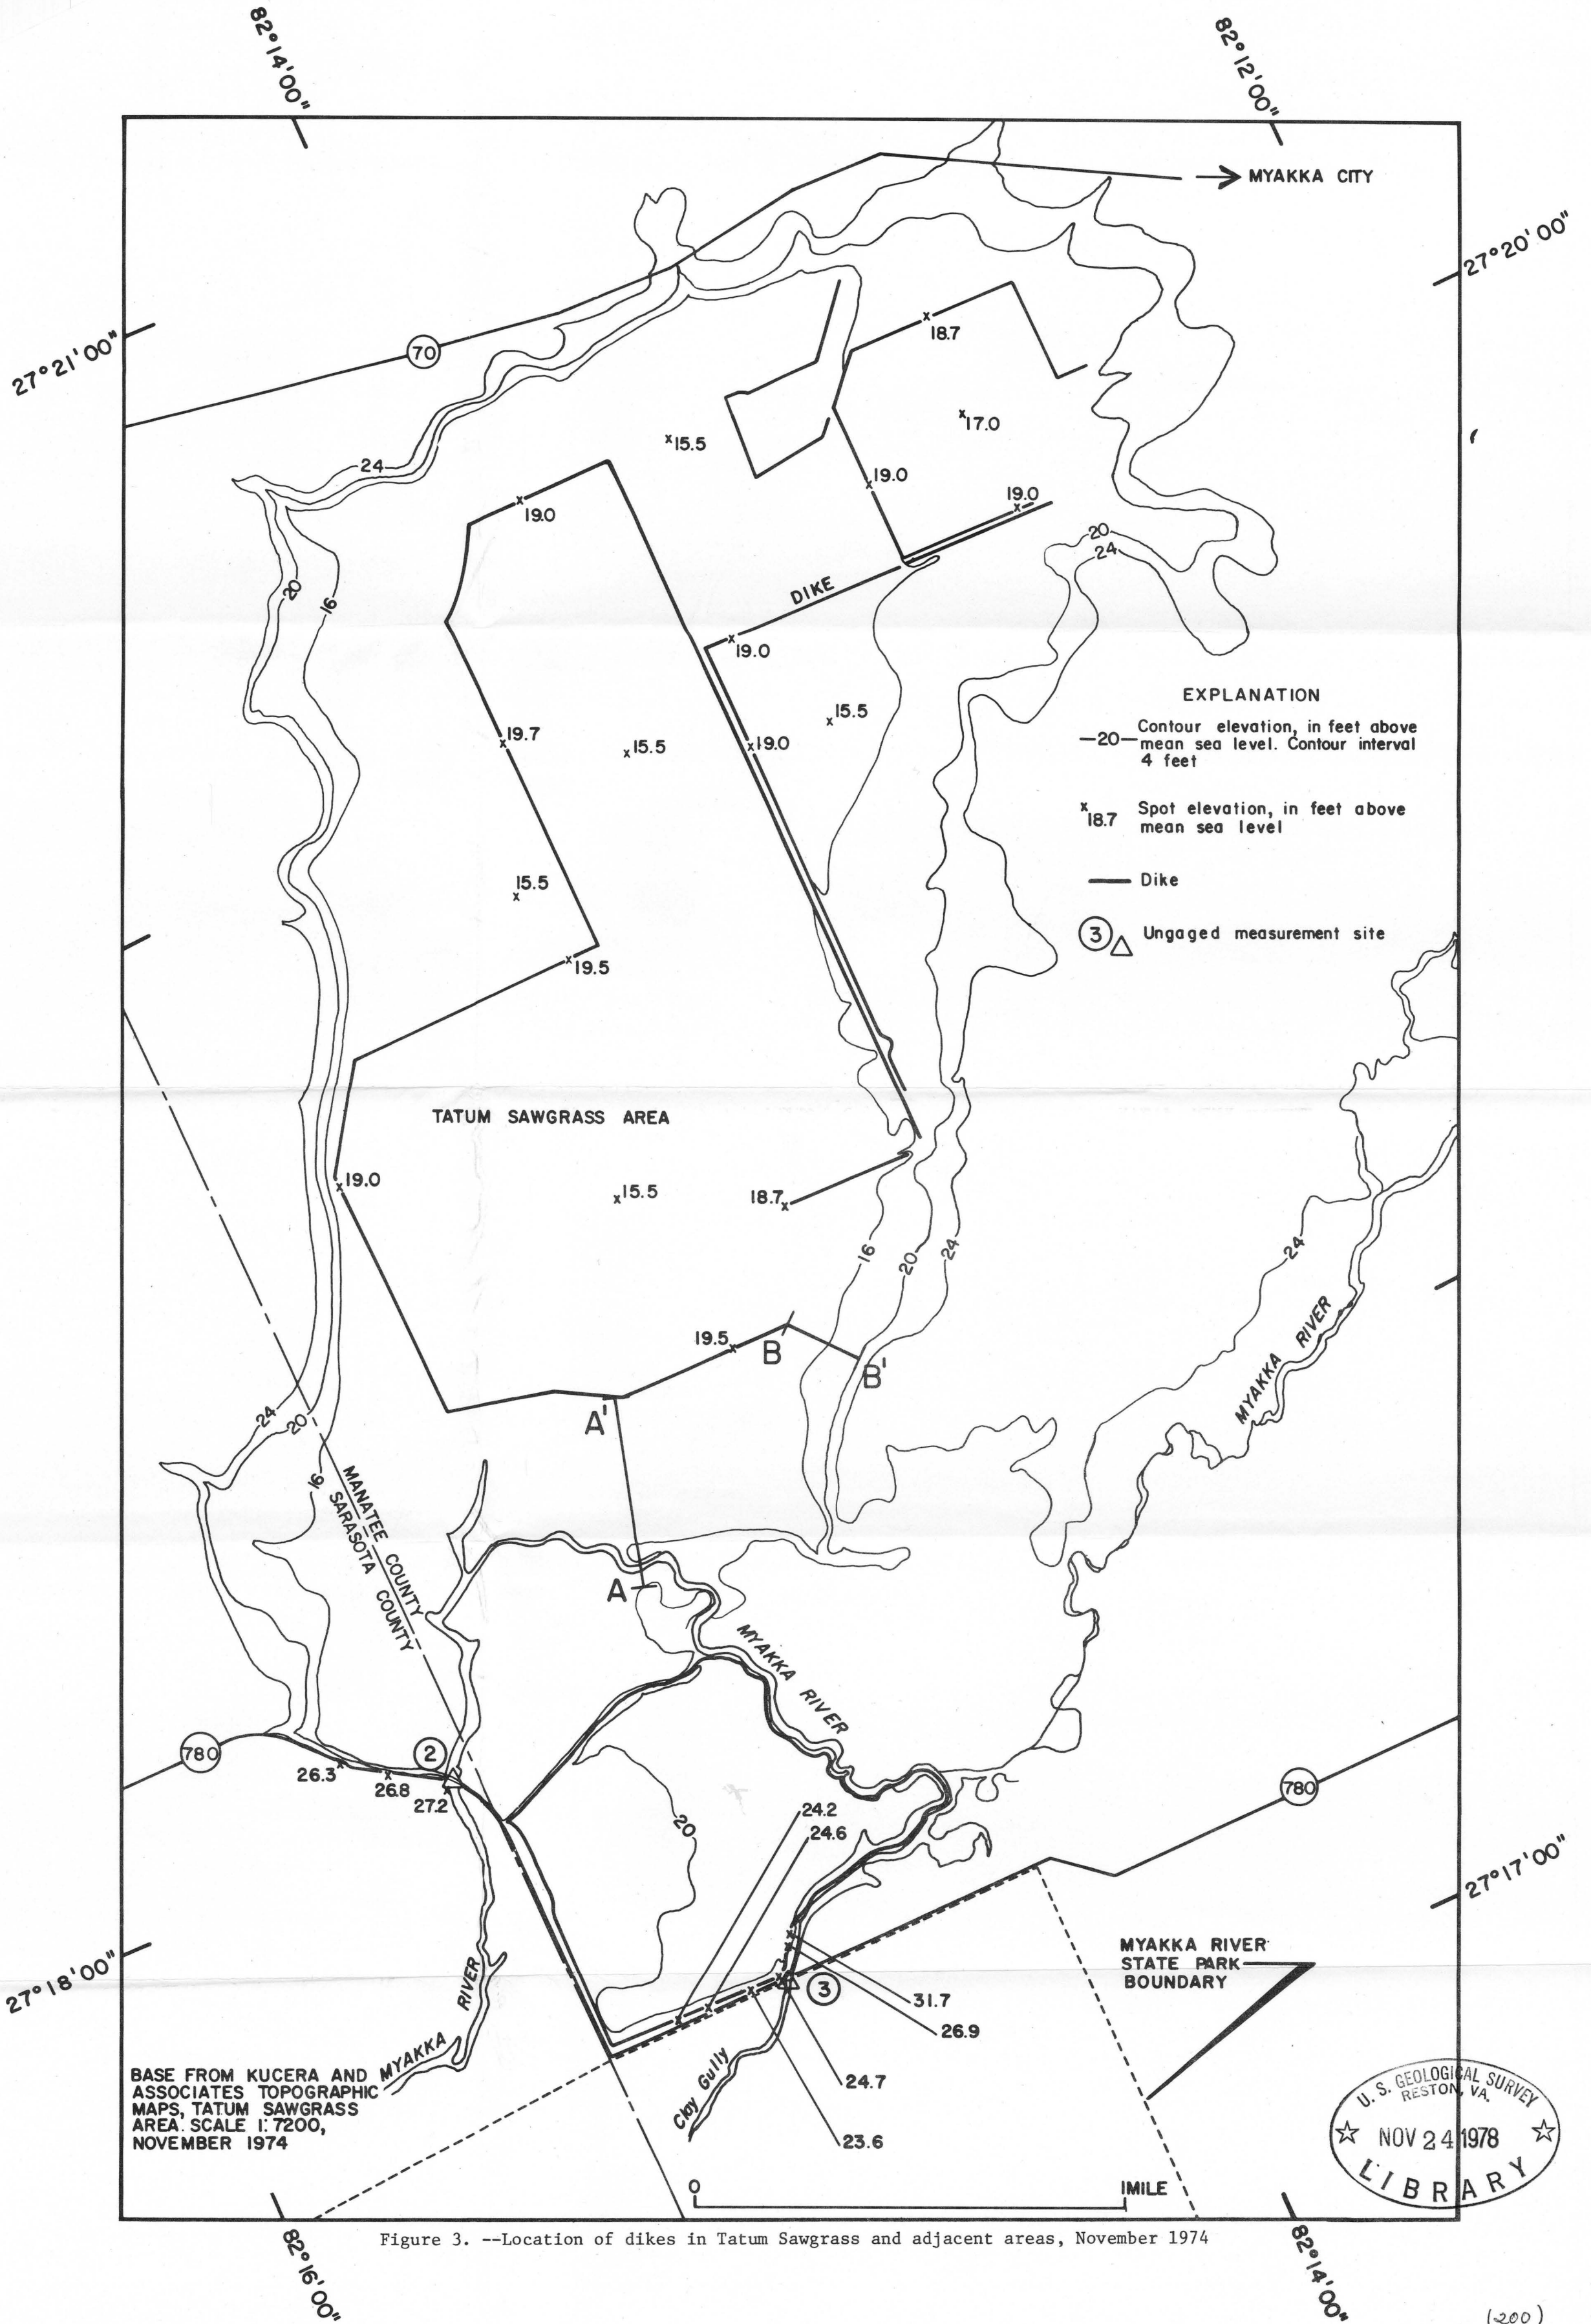 82°14'00"
82°12'00"
→ MYAKKA CITY
27°20'00"
27°21'00"
70
18.7
17.0
15.5
24
19.0
19.0
19.0
20
24
DIKE
20
16
19.0
EXPLANATION
—20— Contour elevation, in feet above
mean sea level. Contour interval
4 feet
15.5
19.7
15.5
19.0
x 18.7 Spot elevation, in feet above
mean sea level
Dike
15.5
3 Ungaged measurement site
19.5
TATUM SAWGRASS AREA
19.0
15.5
18.7
16
20
24
24
MYAKKA RIVER
19.5
B
B'
A'
24
20
16
MANATEE COUNTY
SARASOTA COUNTY
A
MYAKKA RIVER
780
2
26.3
26.8
27.2
780
24.2
24.6
20
27°17'00"
MYAKKA RIVER
STATE PARK
BOUNDARY
27°18'00"
3
31.7
26.9
MYAKKA RIVER
24.7
Clay Gully
23.6
BASE FROM KUCERA AND
ASSOCIATES TOPOGRAPHIC
MAPS, TATUM SAWGRASS
AREA. SCALE 1:7200,
NOVEMBER 1974
U. S. GEOLOGICAL SURVEY
RESTON, VA.
NOV 24 1978
LIBRARY
0 1 MILE
Figure 3. --Location of dikes in Tatum Sawgrass and adjacent areas, November 1974
82°16'00"
82°14'00"
(200)